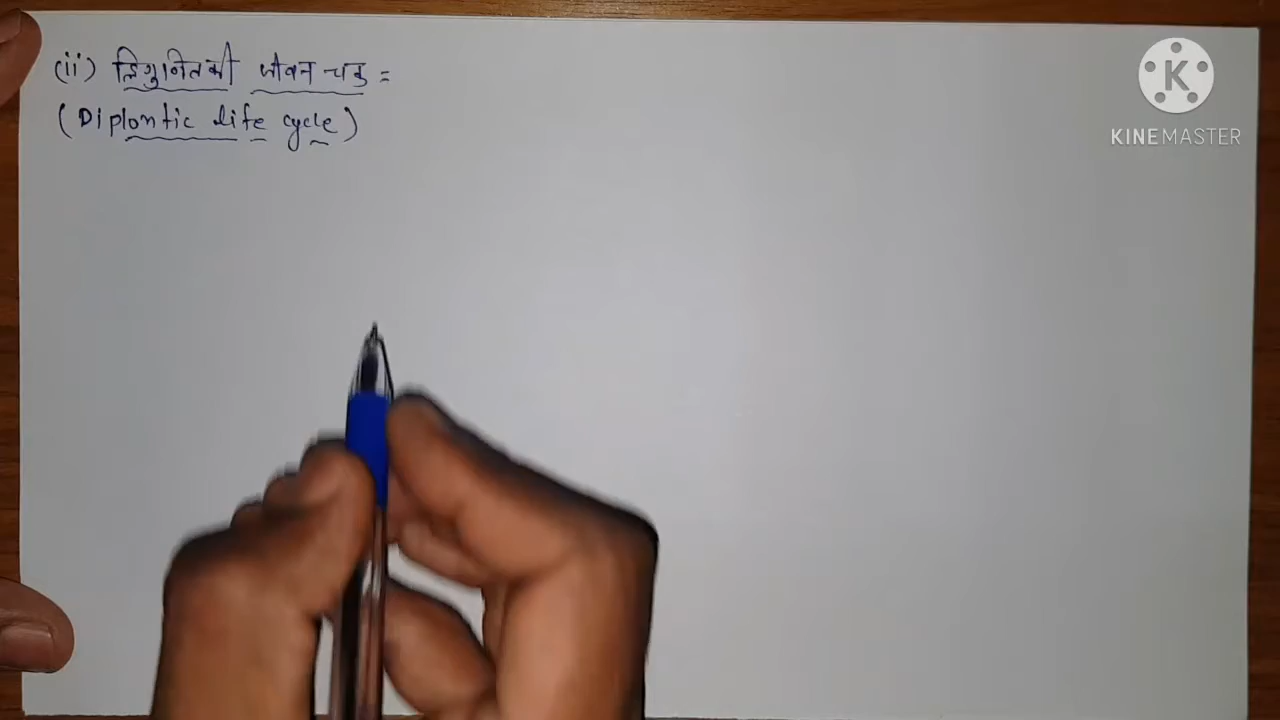 (ii) द्विगुनितकी जीवन चक्र =
(Diplontic life cycle)
K
KINEMASTER